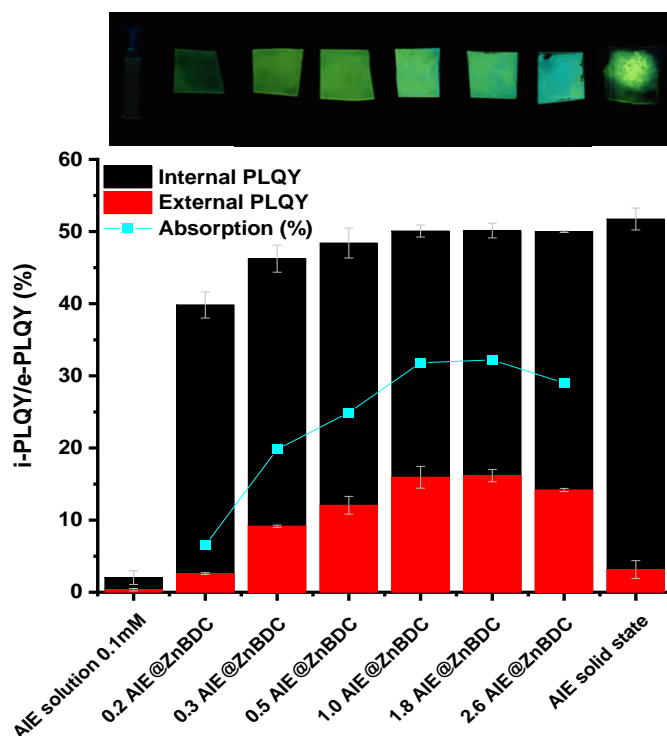 60
50
40
30
20
10
0
i-PLQY/e-PLQY (%)
Internal PLQY
External PLQY
Absorption (%)
AIE solution 0.1mM
0.2 AIE@ZnBDC
0.3 AIE@ZnBDC
0.5 AIE@ZnBDC
1.0 AIE@ZnBDC
1.8 AIE@ZnBDC
2.6 AIE@ZnBDC
AIE solid state